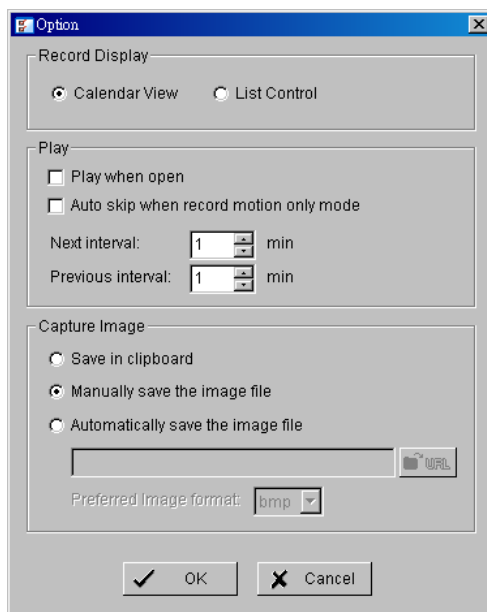 Option
Record Display
Calendar View List Control
Play
Play when open
Auto skip when record motion only mode
Next interval: 1 min
Previous interval: 1 min
Capture Image
Save in clipboard
Manually save the image file
Automatically save the image file
URL
Preferred Image format: bmp
OK Cancel